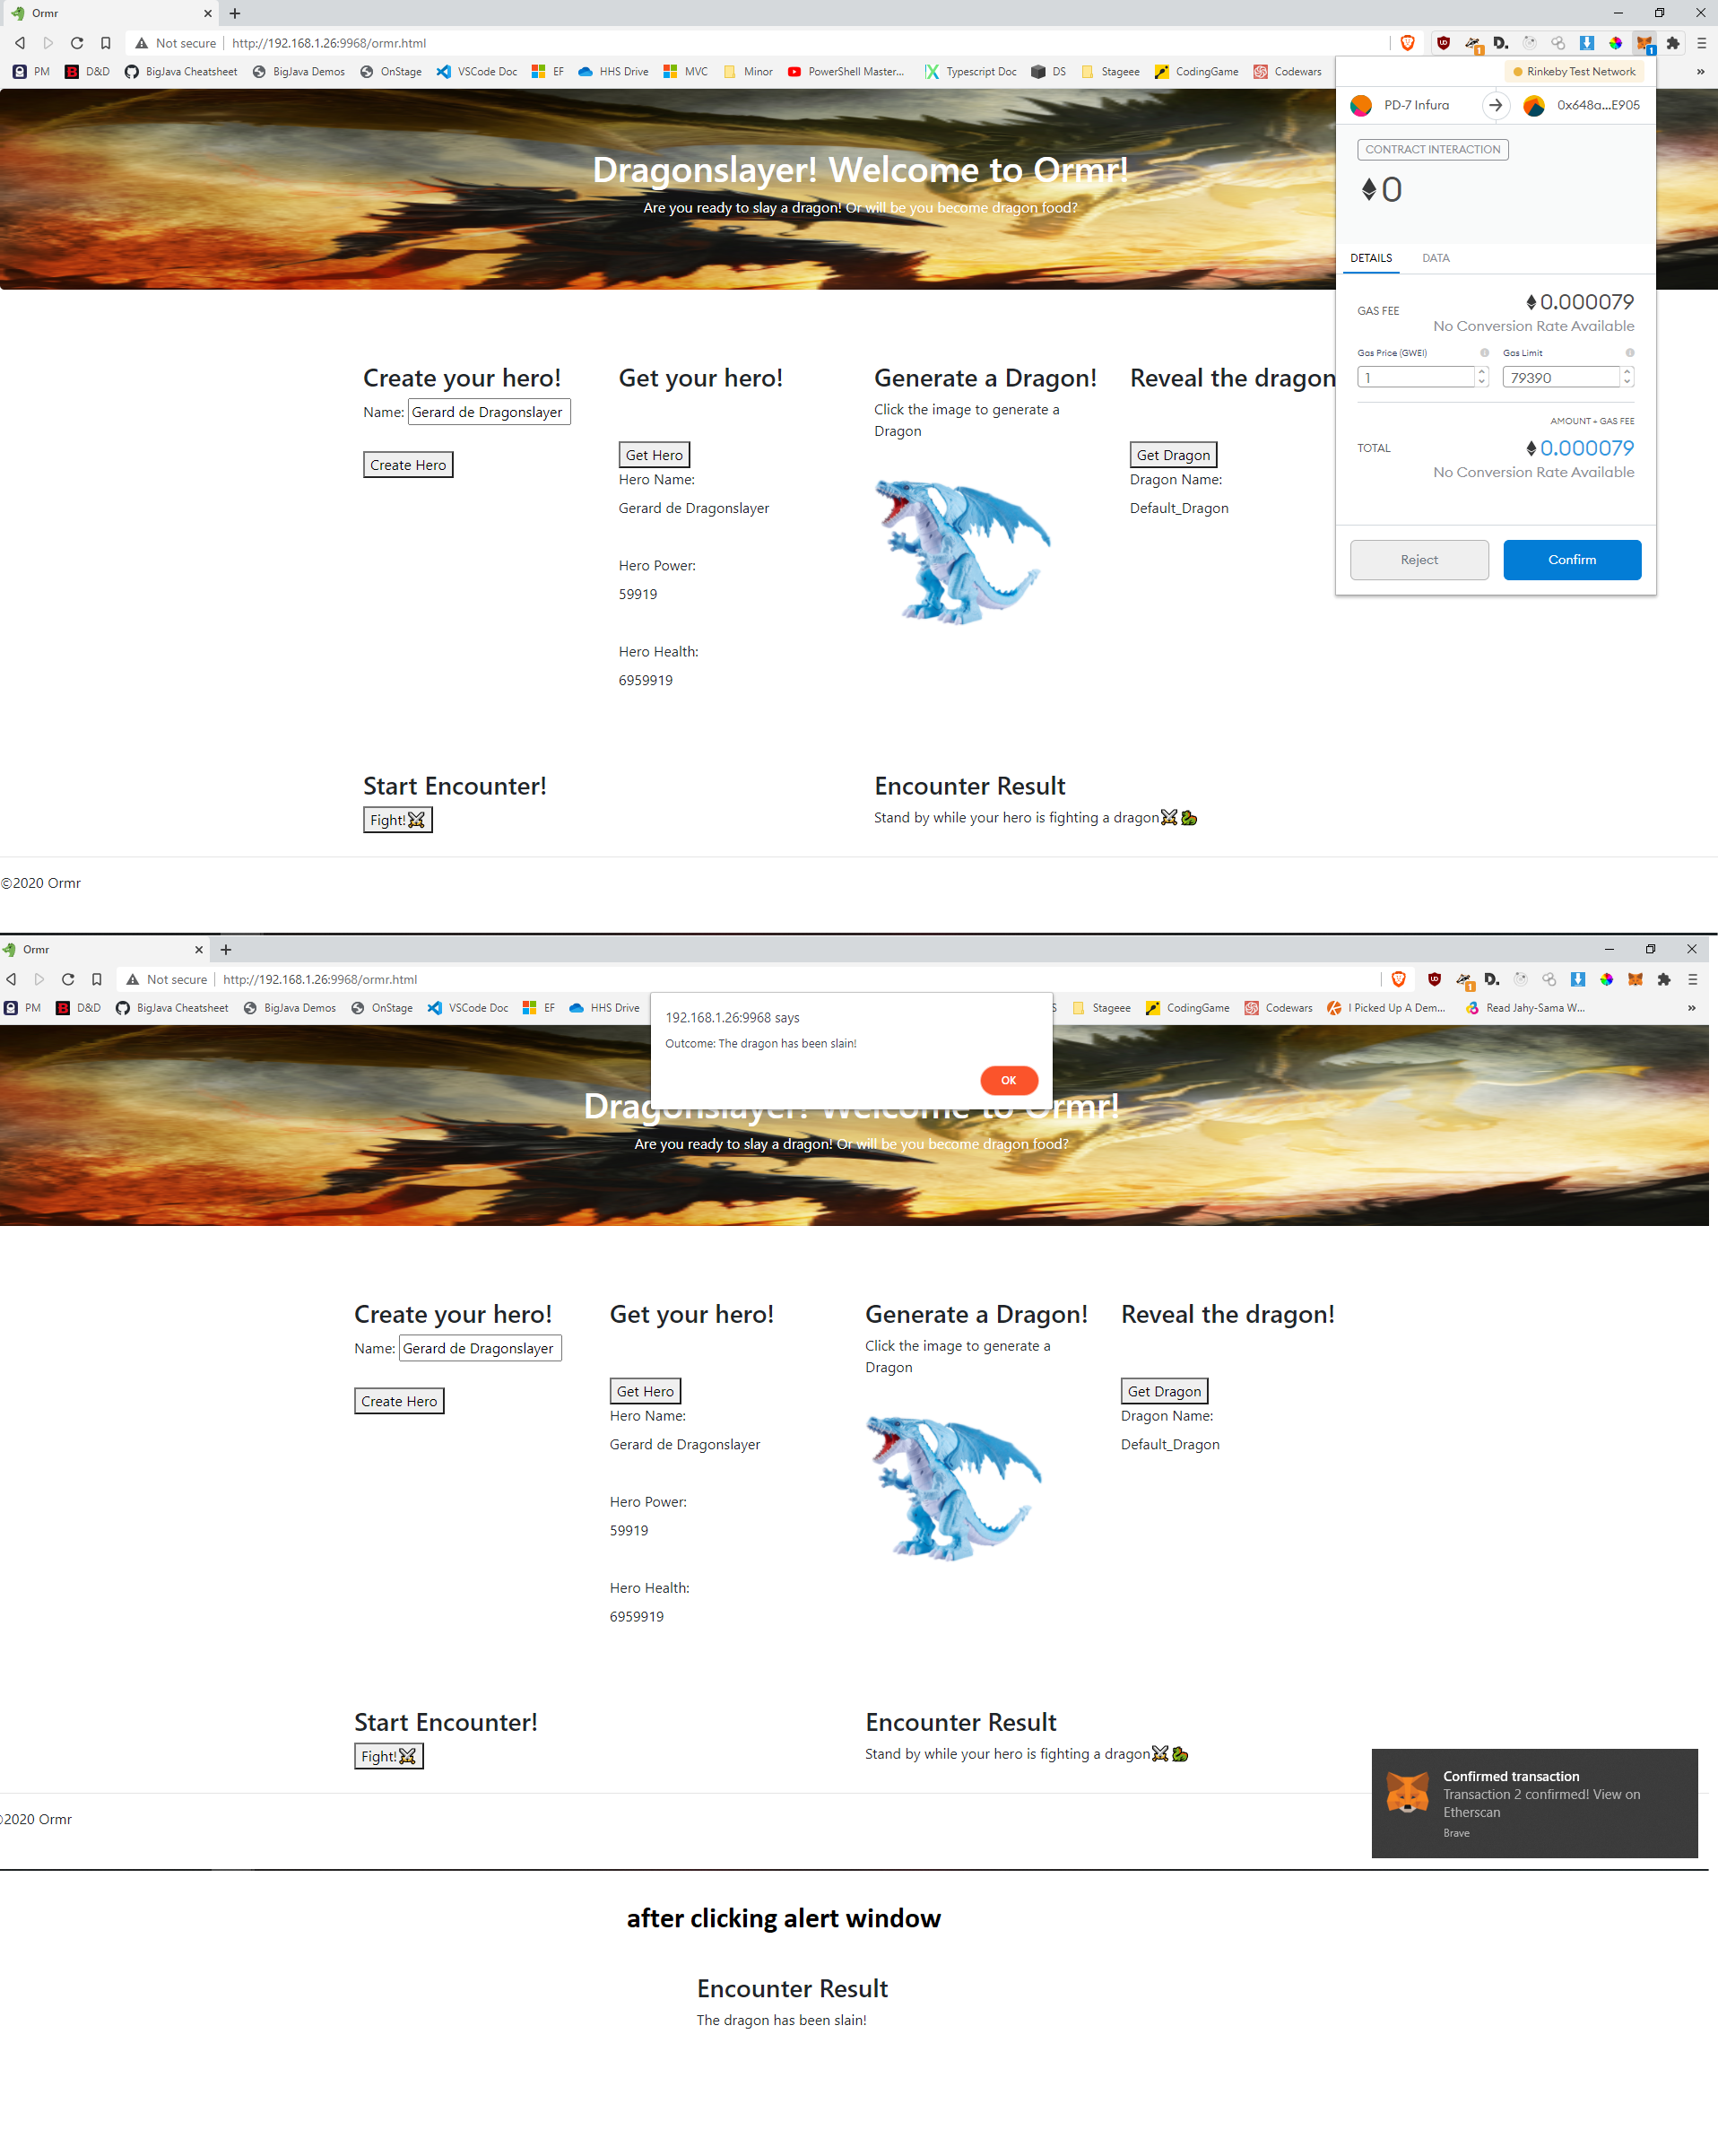 Ormr
Not secure http://192.168.1.26:9968/ormr.html
PM D&D BigJava Cheatsheet BigJava Demos OnStage VSCode Doc EF HHS Drive MVC Minor PowerShell Master... Typescript Doc DS Stageee CodingGame Codewars »
Rinkeby Test Network
PD-7 Infura 0x648a...E905
CONTRACT INTERACTION
0
DETAILS DATA
GAS FEE 0.000079
No Conversion Rate Available
Gas Price (GWEI) Gas Limit
1 79390
AMOUNT + GAS FEE
TOTAL 0.000079
No Conversion Rate Available
Reject Confirm
Dragonslayer! Welcome to Ormr!
Are you ready to slay a dragon! Or will be you become dragon food?
Create your hero!
Name: Gerard de Dragonslayer
Create Hero
Get your hero!
Get Hero
Hero Name:
Gerard de Dragonslayer
Hero Power:
59919
Hero Health:
6959919
Generate a Dragon!
Click the image to generate a
Dragon
Reveal the dragon
Get Dragon
Dragon Name:
Default_Dragon
Start Encounter!
Fight!⚔️
Encounter Result
Stand by while your hero is fighting a dragon⚔️🐉
©2020 Ormr
Ormr
Not secure http://192.168.1.26:9968/ormr.html
PM D&D BigJava Cheatsheet BigJava Demos OnStage VSCode Doc EF HHS Drive S Stageee CodingGame Codewars I Picked Up A Dem... Read Jahy-Sama W... »
192.168.1.26:9968 says
Outcome: The dragon has been slain!
OK
Dragonslayer! Welcome to Ormr!
Are you ready to slay a dragon! Or will be you become dragon food?
Create your hero!
Name: Gerard de Dragonslayer
Create Hero
Get your hero!
Get Hero
Hero Name:
Gerard de Dragonslayer
Hero Power:
59919
Hero Health:
6959919
Generate a Dragon!
Click the image to generate a
Dragon
Reveal the dragon!
Get Dragon
Dragon Name:
Default_Dragon
Start Encounter!
Fight!⚔️
Encounter Result
Stand by while your hero is fighting a dragon⚔️🐉
©2020 Ormr
Confirmed transaction
Transaction 2 confirmed! View on
Etherscan
Brave
after clicking alert window
Encounter Result
The dragon has been slain!